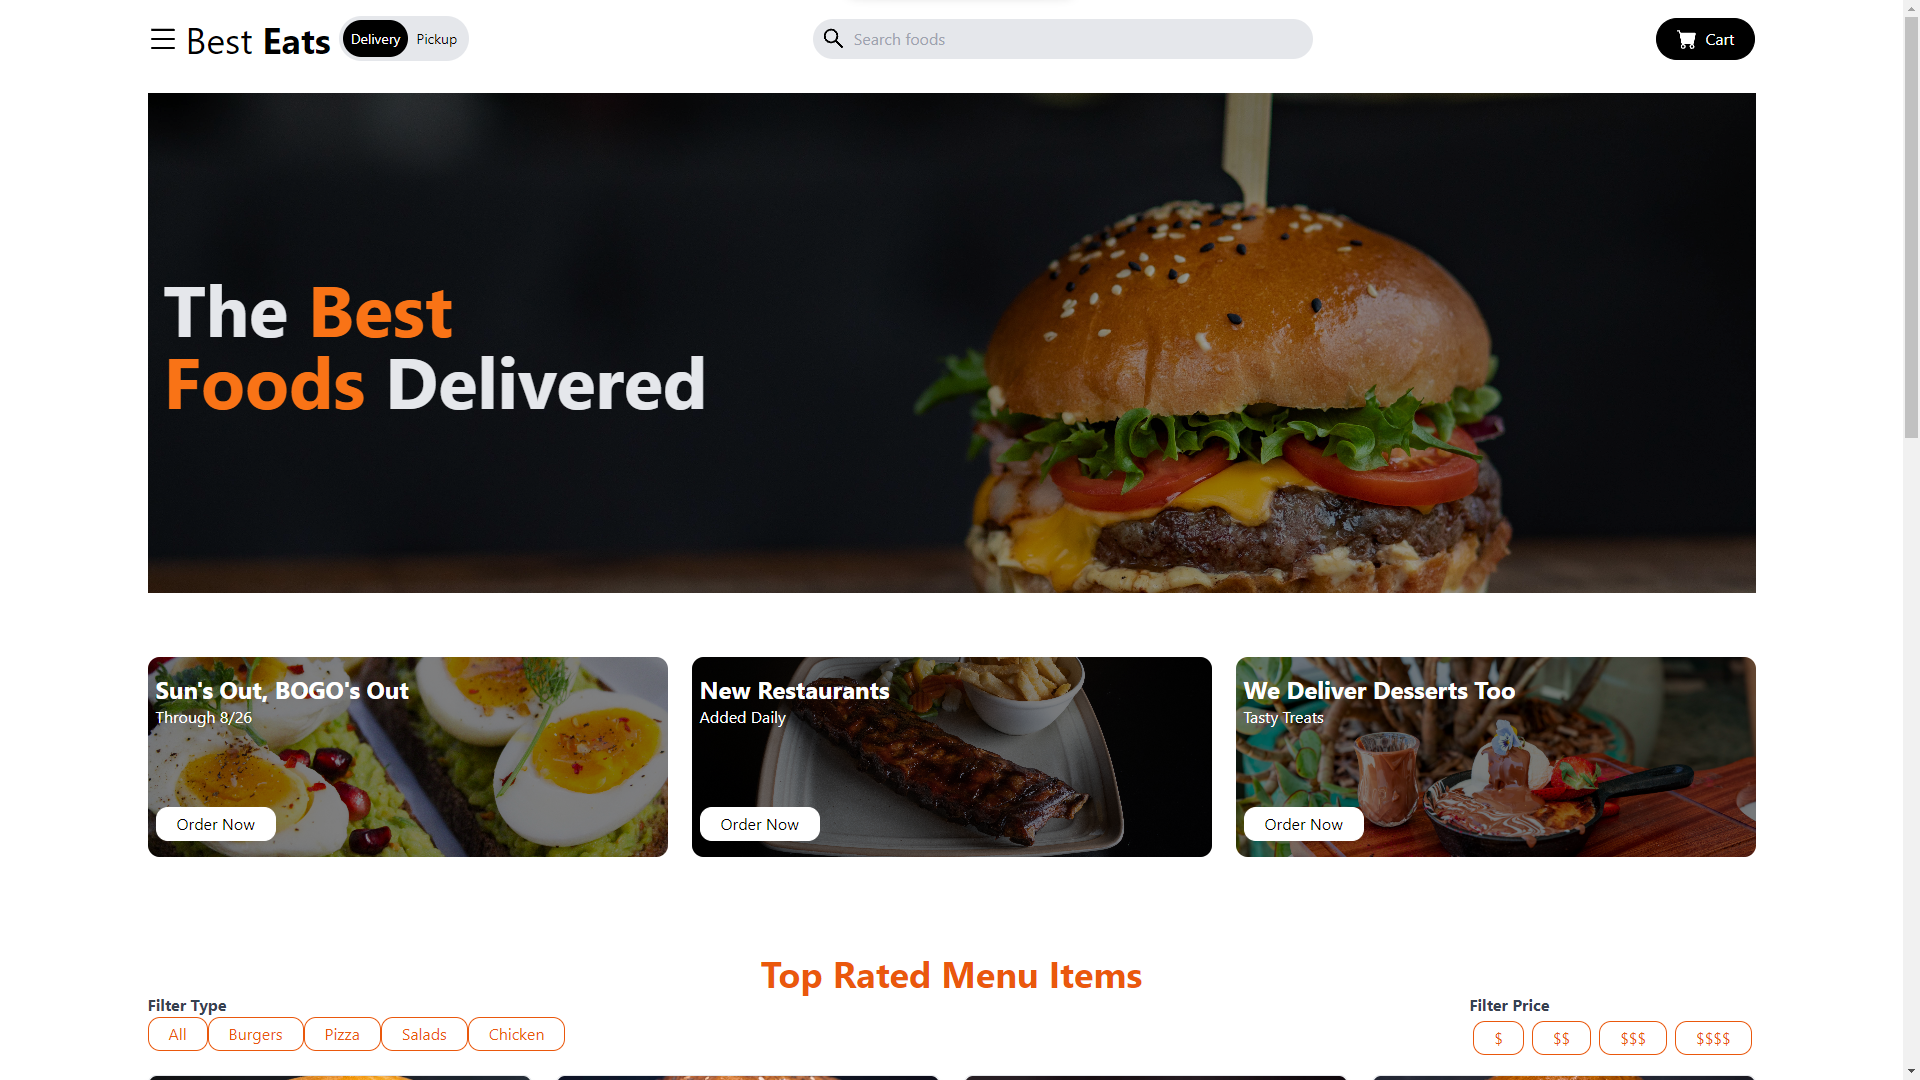 Best Eats
Delivery Pickup
Search foods
Cart
The Best
Foods Delivered
Sun's Out, BOGO's Out
Through 8/26
Order Now
New Restaurants
Added Daily
Order Now
We Deliver Desserts Too
Tasty Treats
Order Now
Top Rated Menu Items
Filter Type
All Burgers Pizza Salads Chicken
Filter Price
$ $$ $$$ $$$$